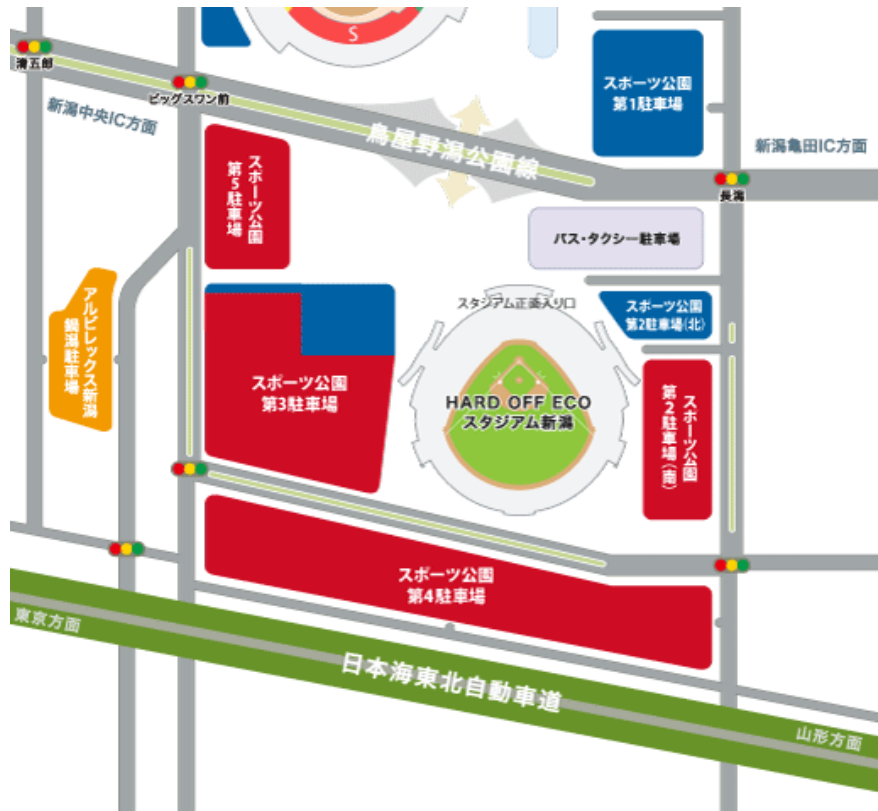 S
清五郎
ビッグスワン前
新潟中央IC方面
鳥屋野潟公園線
スポーツ公園
第1駐車場
新潟亀田IC方面
長潟
スポーツ公園
第5駐車場
バス・タクシー駐車場
アルビレックス新潟
鍋潟駐車場
スタジアム正面入り口
スポーツ公園
第2駐車場(北)
スポーツ公園
第3駐車場
HARD OFF ECO
スタジアム新潟
スポーツ公園
第2駐車場(南)
スポーツ公園
第4駐車場
東京方面
日本海東北自動車道
山形方面